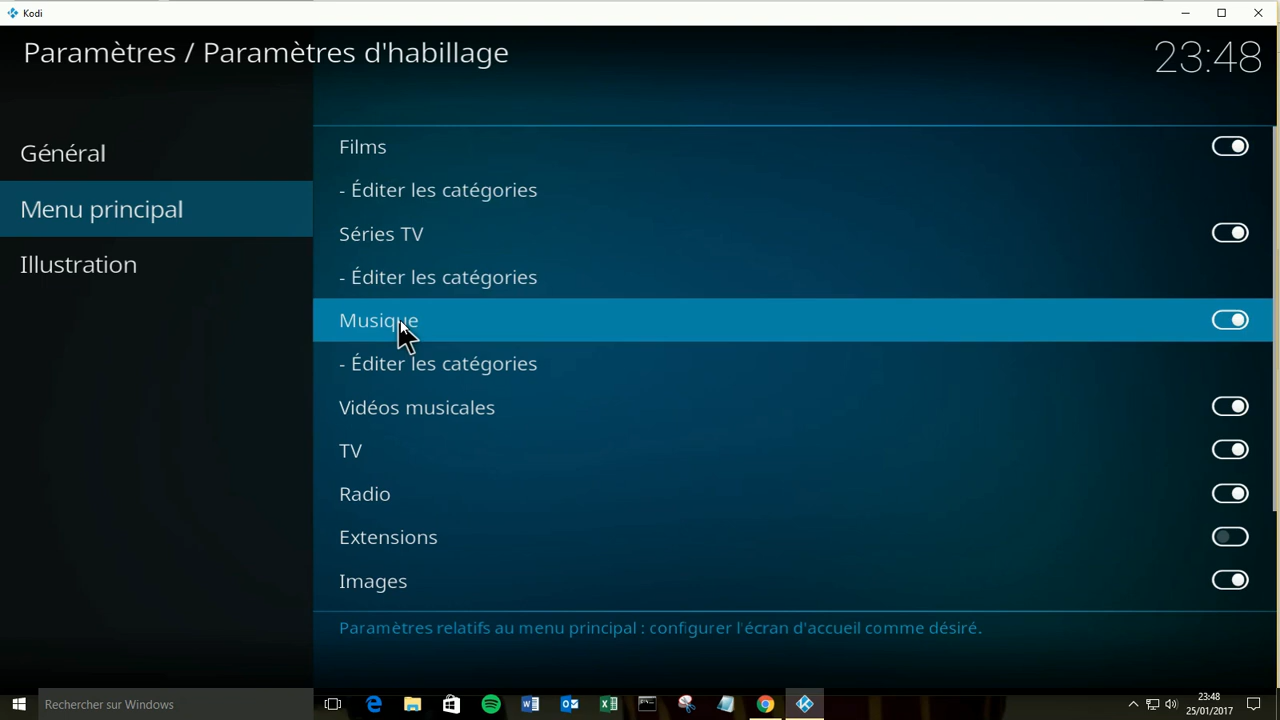 Kodi
Paramètres / Paramètres d'habillage
23:48
Général
Menu principal
Illustration
Films
- Éditer les catégories
Séries TV
- Éditer les catégories
Musique
- Éditer les catégories
Vidéos musicales
TV
Radio
Extensions
Images
Paramètres relatifs au menu principal : configurer l'écran d'accueil comme désiré.
Rechercher sur Windows
23:48
25/01/2017